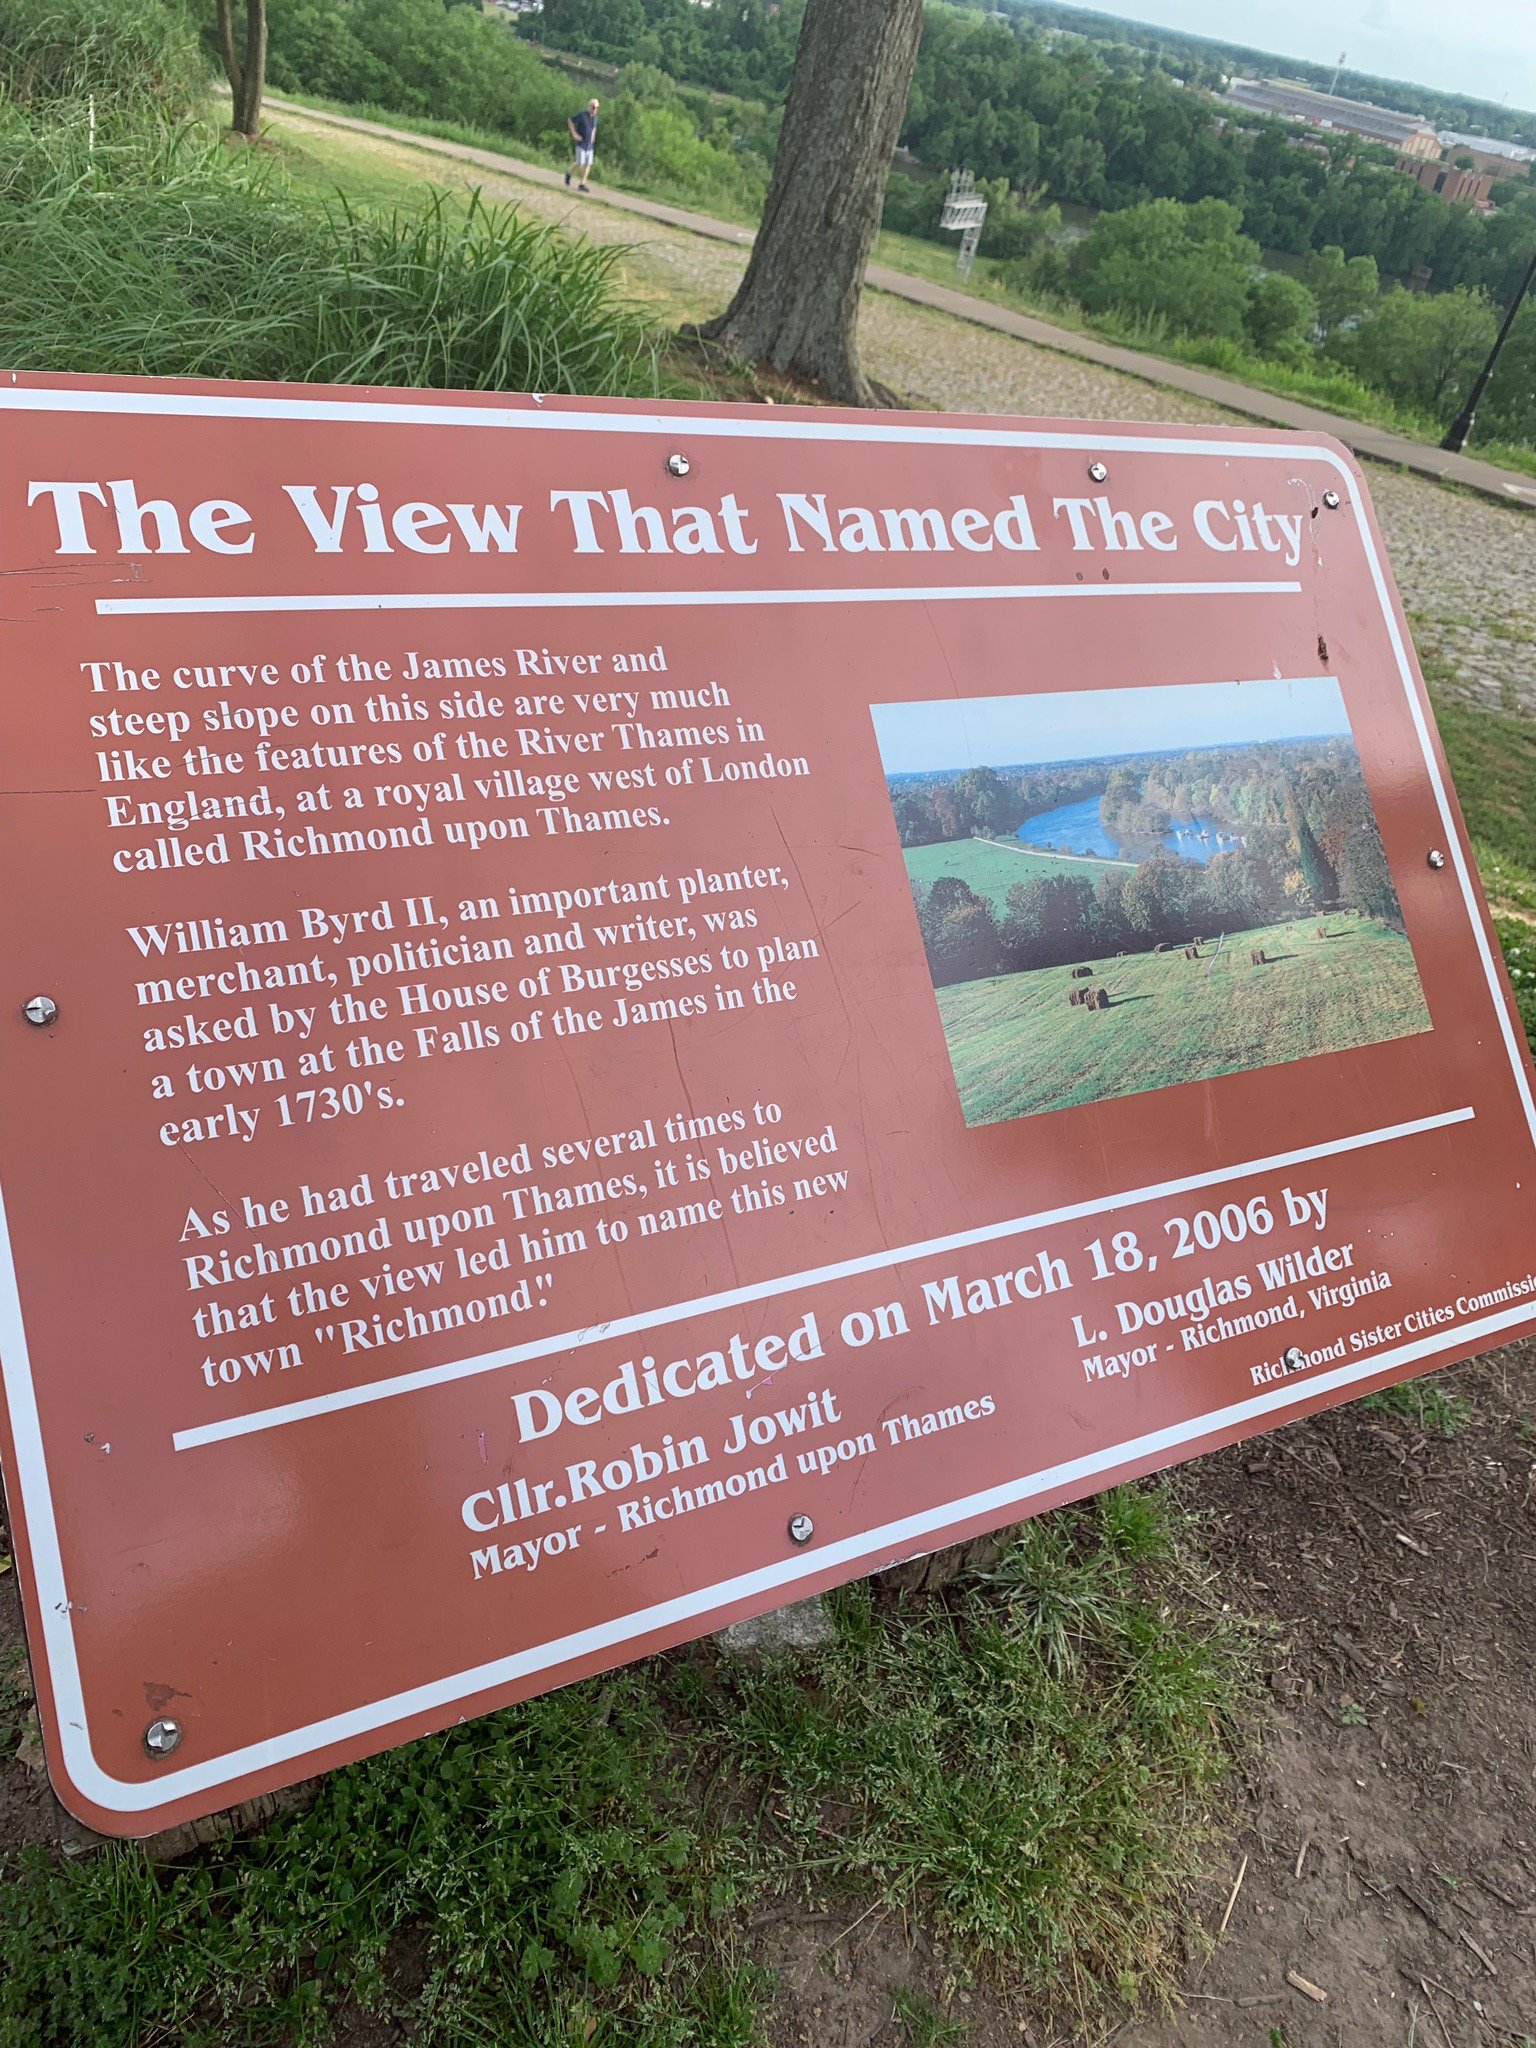 The View That Named The City
The curve of the James River and
steep slope on this side are very much
like the features of the River Thames in
England, at a royal village west of London
called Richmond upon Thames.
William Byrd II, an important planter,
merchant, politician and writer, was
asked by the House of Burgesses to plan
a town at the Falls of the James in the
early 1730's.
As he had traveled several times to
Richmond upon Thames, it is believed
that the view led him to name this new
town "Richmond."
Dedicated on March 18, 2006 by
Cllr.Robin Jowit
Mayor - Richmond upon Thames
L. Douglas Wilder
Mayor - Richmond, Virginia
Richmond Sister Cities